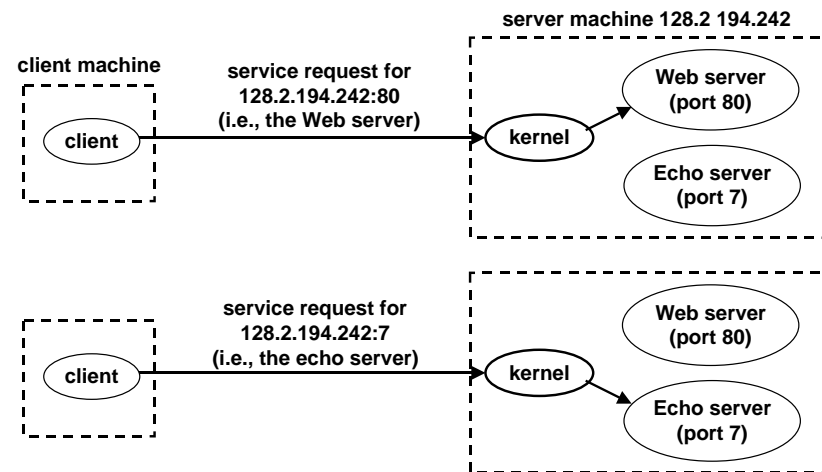 server machine 128.2 194.242
client machine
service request for
128.2.194.242:80
(i.e., the Web server)
client
kernel
Web server
(port 80)
Echo server
(port 7)
service request for
128.2.194.242:7
(i.e., the echo server)
client
kernel
Web server
(port 80)
Echo server
(port 7)